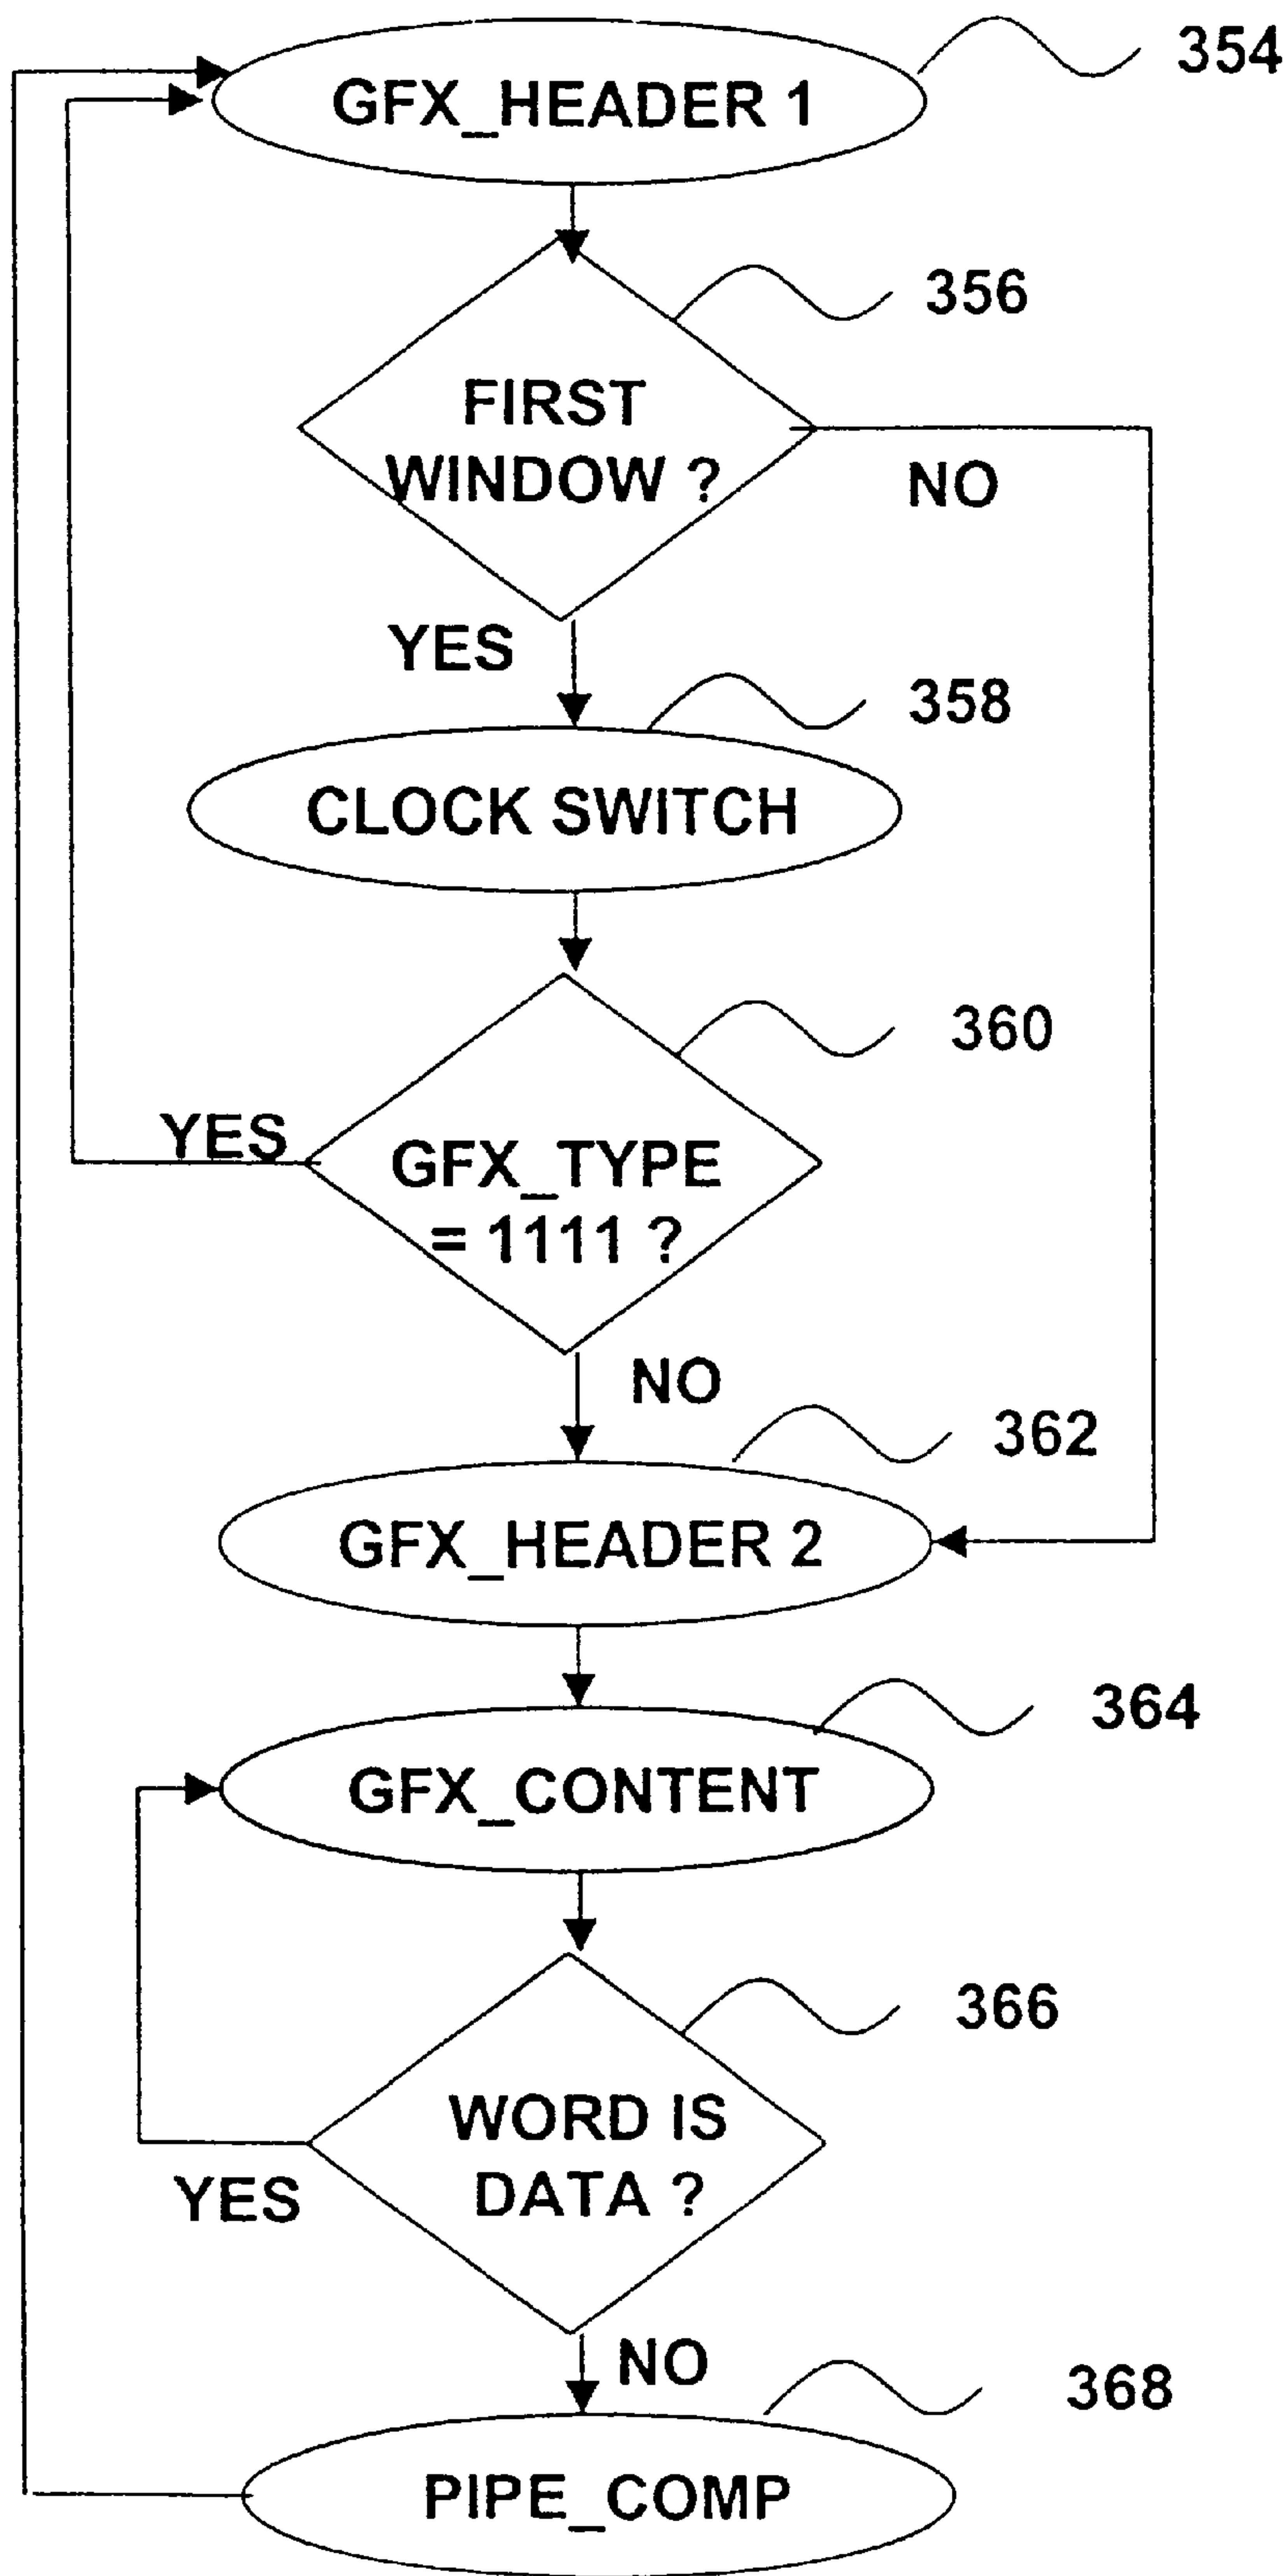 354
GFX_HEADER 1
356
FIRST
WINDOW ?
NO
YES
358
CLOCK SWITCH
360
YES
GFX_TYPE
= 1111 ?
NO
362
GFX_HEADER 2
364
GFX_CONTENT
366
WORD IS
DATA ?
YES
NO
368
PIPE_COMP